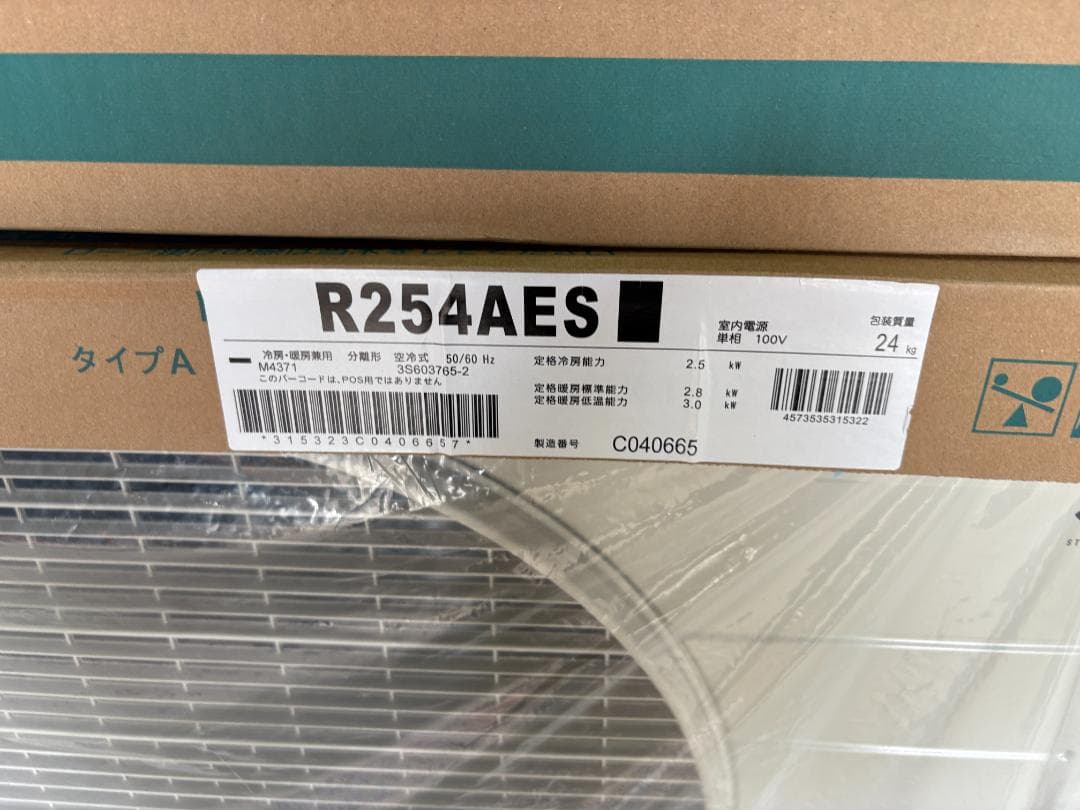 R254AES
室内電源
単相 100V
包装質量
24 kg
タイプA
冷房・暖房兼用 分離形 空冷式 50/60 Hz
M4371 3S603765-2
このバーコードは、POS用ではありません
*315323C0406657*
定格冷房能力 2.5 kW
定格暖房標準能力 2.8 kW
定格暖房低温能力 3.0 kW
製造番号 C040665
4573535315322